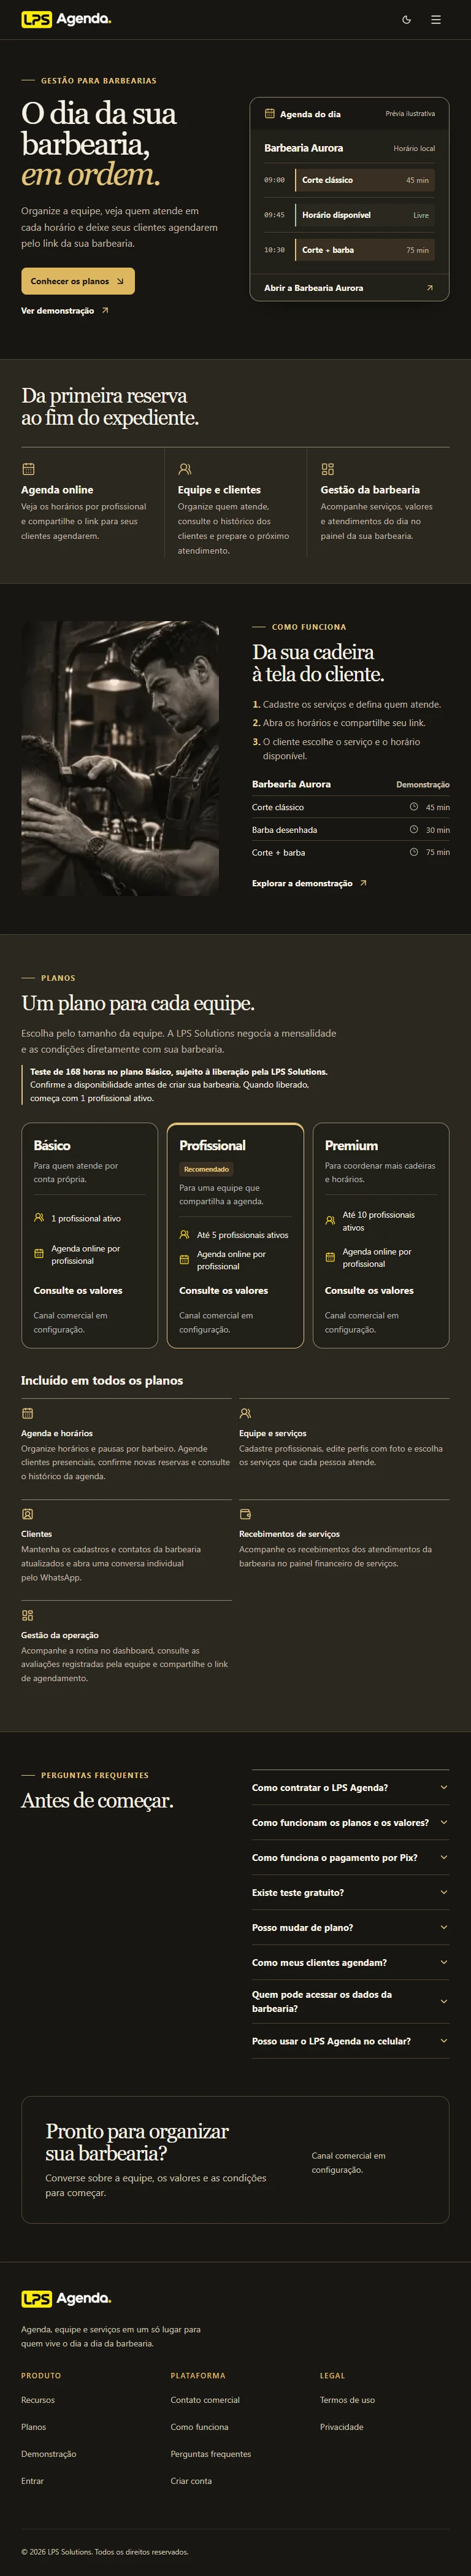 LPS Agenda.
GESTÃO PARA BARBEARIAS
O dia da sua
barbearia,
em ordem.
Organize a equipe, veja quem atende em
cada horário e deixe seus clientes agendarem
pelo link da sua barbearia.
Conhecer os planos
Ver demonstração
Agenda do dia
Prévia ilustrativa
Barbearia Aurora
Horário local
09:00 Corte clássico 45 min
09:45 Horário disponível Livre
10:30 Corte + barba 75 min
Abrir a Barbearia Aurora
Da primeira reserva
ao fim do expediente.
Agenda online
Veja os horários por profissional
e compartilhe o link para seus
clientes agendarem.
Equipe e clientes
Organize quem atende,
consulte o histórico dos
clientes e prepare o próximo
atendimento.
Gestão da barbearia
Acompanhe serviços, valores
e atendimentos do dia no
painel da sua barbearia.
COMO FUNCIONA
Da sua cadeira
à tela do cliente.
1. Cadastre os serviços e defina quem atende.
2. Abra os horários e compartilhe seu link.
3. O cliente escolhe o serviço e o horário
disponível.
Barbearia Aurora Demonstração
Corte clássico 45 min
Barba desenhada 30 min
Corte + barba 75 min
Explorar a demonstração
PLANOS
Um plano para cada equipe.
Escolha pelo tamanho da equipe. A LPS Solutions negocia a mensalidade
e as condições diretamente com sua barbearia.
Teste de 168 horas no plano Básico, sujeito à liberação pela LPS Solutions.
Confirme a disponibilidade antes de criar sua barbearia. Quando liberado,
começa com 1 profissional ativo.
Básico
Para quem atende por
conta própria.
1 profissional ativo
Agenda online por
profissional
Consulte os valores
Canal comercial em
configuração.
Profissional
Recomendado
Para uma equipe que
compartilha a agenda.
Até 5 profissionais ativos
Agenda online por
profissional
Consulte os valores
Canal comercial em
configuração.
Premium
Para coordenar mais cadeiras
e horários.
Até 10 profissionais
ativos
Agenda online por
profissional
Consulte os valores
Canal comercial em
configuração.
Incluído em todos os planos
Agenda e horários
Organize horários e pausas por barbeiro. Agende
clientes presenciais, confirme novas reservas e consulte
o histórico da agenda.
Equipe e serviços
Cadastre profissionais, edite perfis com foto e escolha
os serviços que cada pessoa atende.
Clientes
Mantenha os cadastros e contatos da barbearia
atualizados e abra uma conversa individual
pelo WhatsApp.
Recebimentos de serviços
Acompanhe os recebimentos dos atendimentos da
barbearia no painel financeiro de serviços.
Gestão da operação
Acompanhe a rotina no dashboard, consulte as
avaliações registradas pela equipe e compartilhe o link
de agendamento.
PERGUNTAS FREQUENTES
Antes de começar.
Como contratar o LPS Agenda?
Como funcionam os planos e os valores?
Como funciona o pagamento por Pix?
Existe teste gratuito?
Posso mudar de plano?
Como meus clientes agendam?
Quem pode acessar os dados da
barbearia?
Posso usar o LPS Agenda no celular?
Pronto para organizar
sua barbearia?
Converse sobre a equipe, os valores e as condições
para começar.
Canal comercial em
configuração.
LPS Agenda.
Agenda, equipe e serviços em um só lugar para
quem vive o dia a dia da barbearia.
PRODUTO
Recursos
Planos
Demonstração
Entrar
PLATAFORMA
Contato comercial
Como funciona
Perguntas frequentes
Criar conta
LEGAL
Termos de uso
Privacidade
© 2026 LPS Solutions. Todos os direitos reservados.